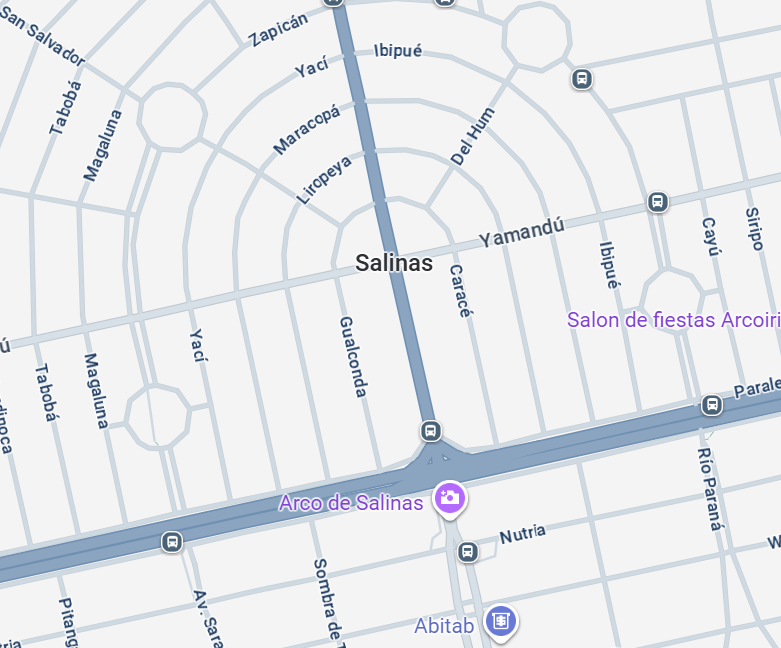 San Salvador
Zapicán
Ibipué
Yací
Tabobá
Magaluna
Maracopá
Del Hum
Liropeya
Yamandú
Cayú
Siripo
Salinas
Ibipué
Caracé
Salon de fiestas Arcoiri
ú
Yací
Gualconda
Tabobá
Magaluna
dinoca
Parale
Río Paraná
Arco de Salinas
Nutria
W
Sombra de T
Av. Sara
Pitang
Abitab
ria